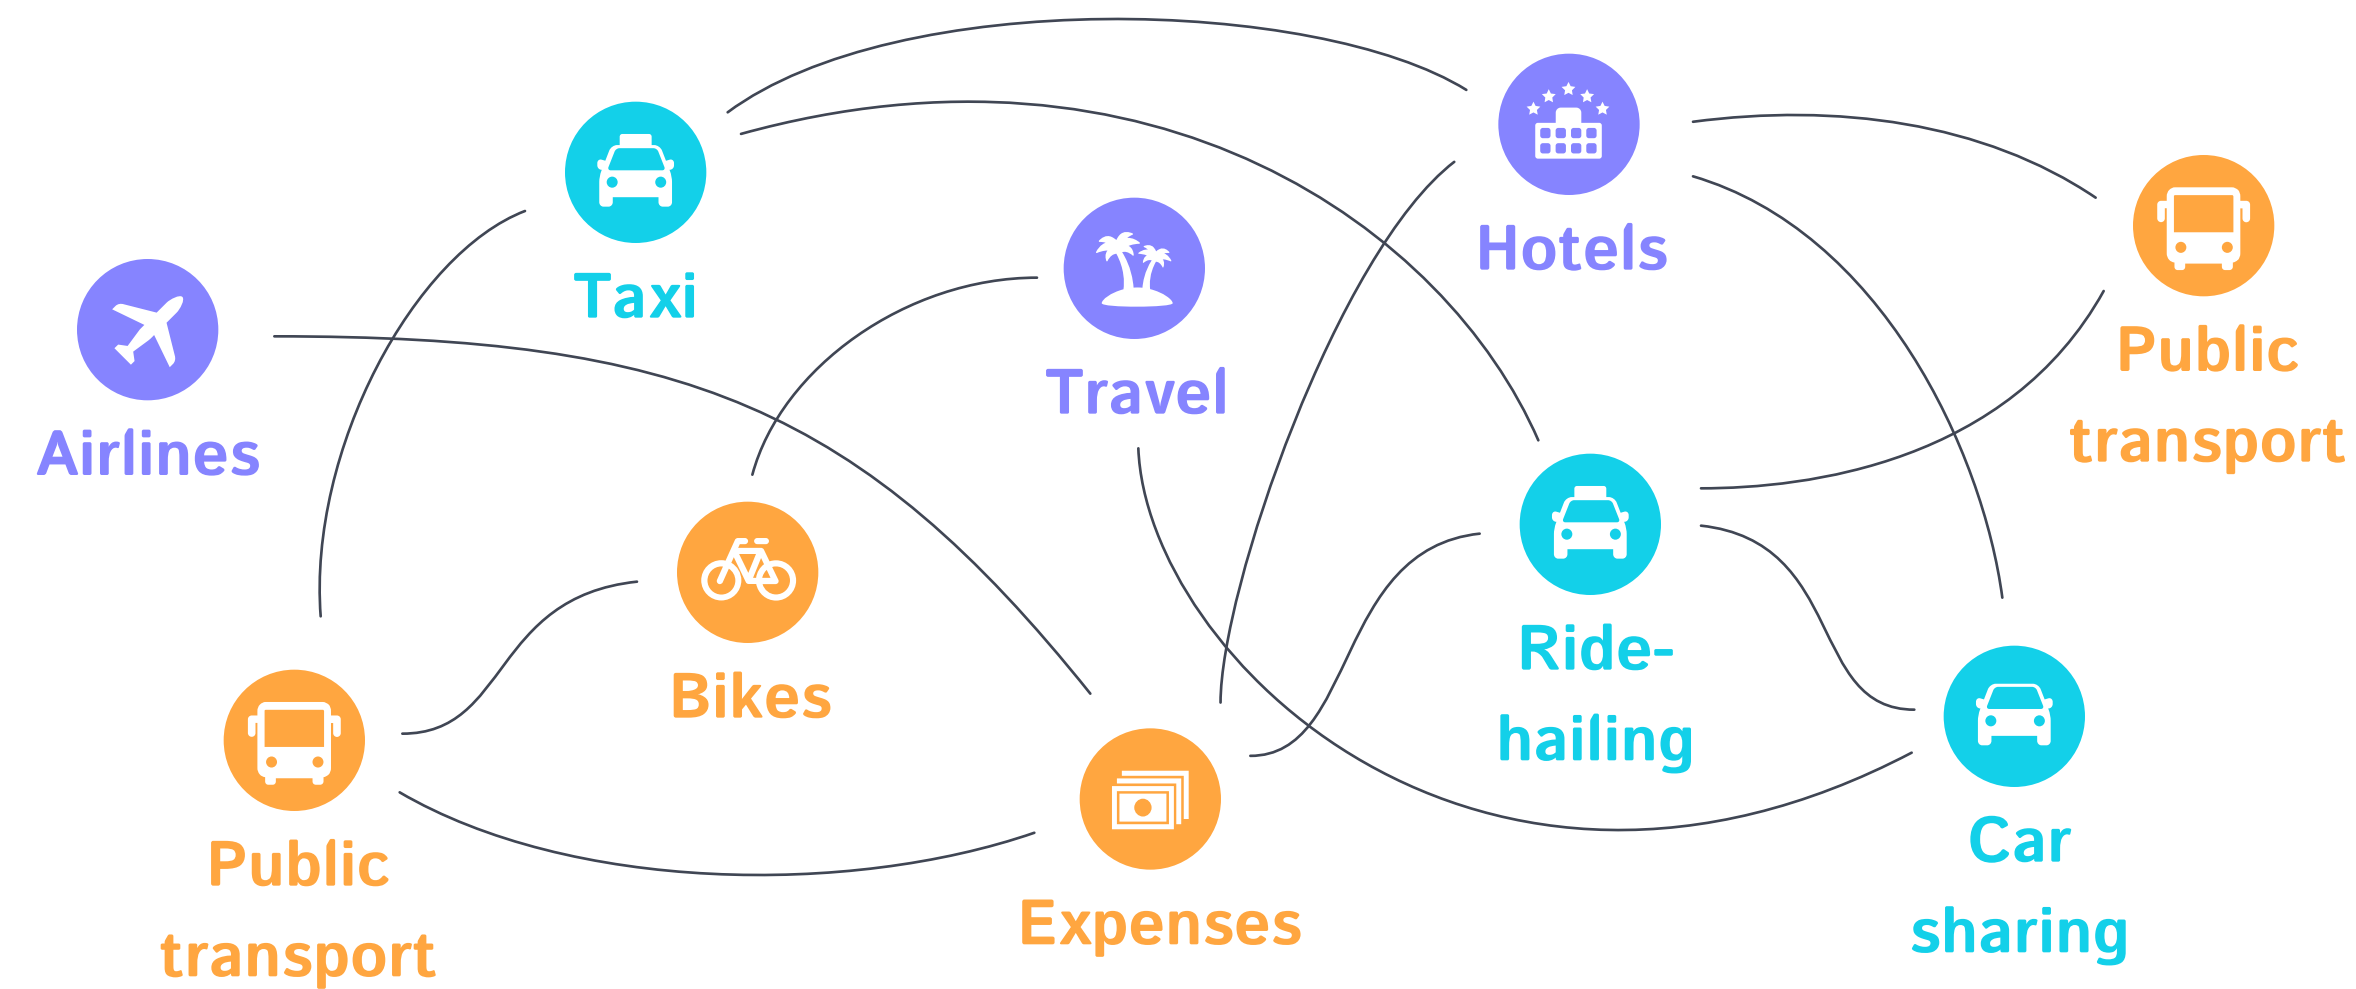 Taxi
Hotels
Travel
Airlines
Public
transport
Bikes
Ride-
hailing
Public
transport
Expenses
Car
sharing